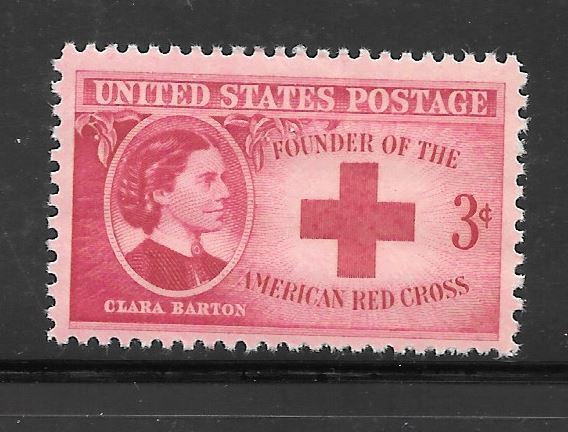 UNITED STATES POSTAGE
FOUNDER OF THE
3¢
AMERICAN RED CROSS
CLARA BARTON